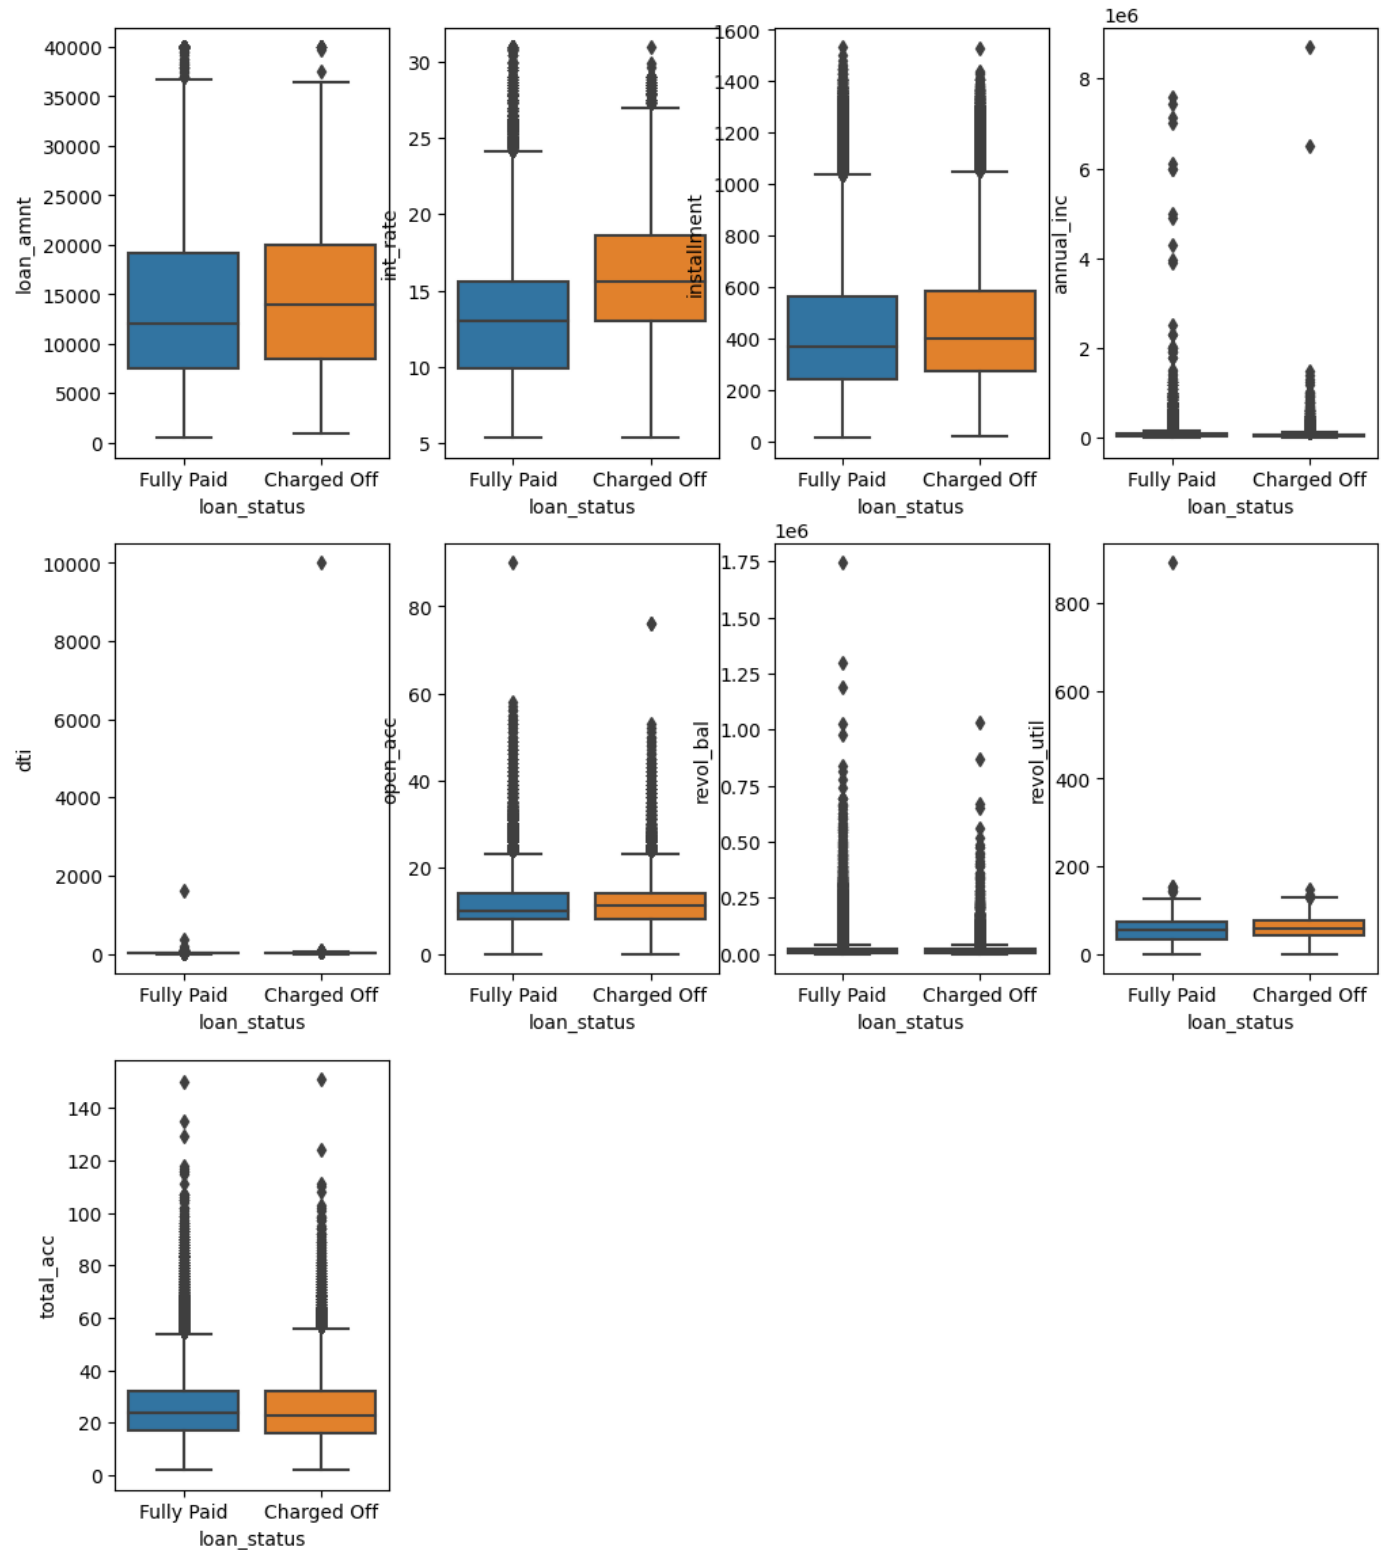 1e6
40000
35000
30000
25000
20000
15000
10000
5000
0
loan_amnt
Fully Paid Charged Off
loan_status
30
25
20
15
10
5
int_rate
Fully Paid Charged Off
loan_status
1600
1400
1200
1000
800
600
400
200
0
installment
Fully Paid Charged Off
loan_status
8
6
4
2
0
annual_inc
Fully Paid Charged Off
loan_status
10000
8000
6000
4000
2000
0
dti
Fully Paid Charged Off
loan_status
80
60
40
20
0
open_acc
Fully Paid Charged Off
loan_status
1e6
1.75
1.50
1.25
1.00
0.75
0.50
0.25
0.00
revol_bal
Fully Paid Charged Off
loan_status
800
600
400
200
0
revol_util
Fully Paid Charged Off
loan_status
140
120
100
80
60
40
20
0
total_acc
Fully Paid Charged Off
loan_status